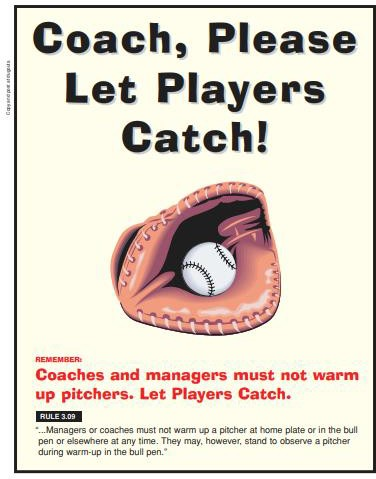 Coach, Please
Let Players
Catch!
REMEMBER:
Coaches and managers must not warm
up pitchers. Let Players Catch.
RULE 3.09
“...Managers or coaches must not warm up a pitcher at home plate or in the bull
pen or elsewhere at any time. They may, however, stand to observe a pitcher
during warm-up in the bull pen.”